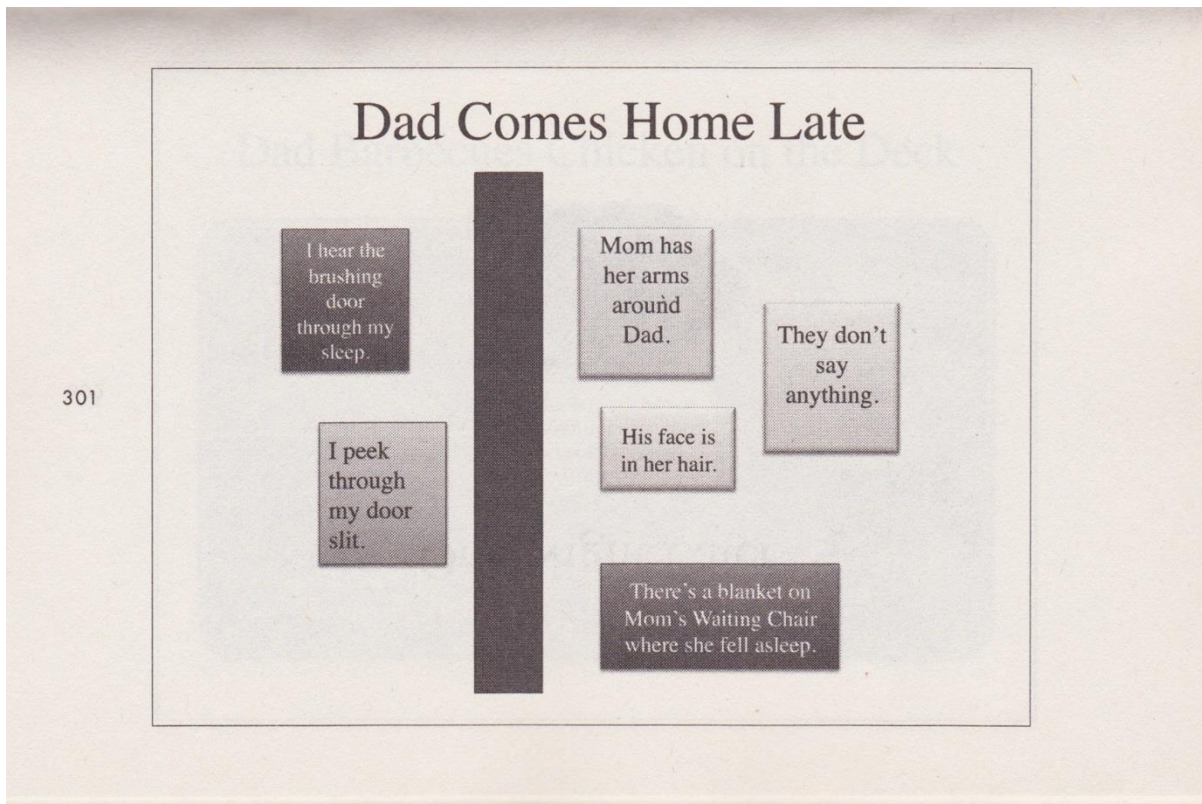 Dad Comes Home Late
I hear the
brushing
door
through my
sleep.
I peek
through
my door
slit.
Mom has
her arms
around
Dad.
They don't
say
anything.
His face is
in her hair.
There's a blanket on
Mom's Waiting Chair
where she fell asleep.
301